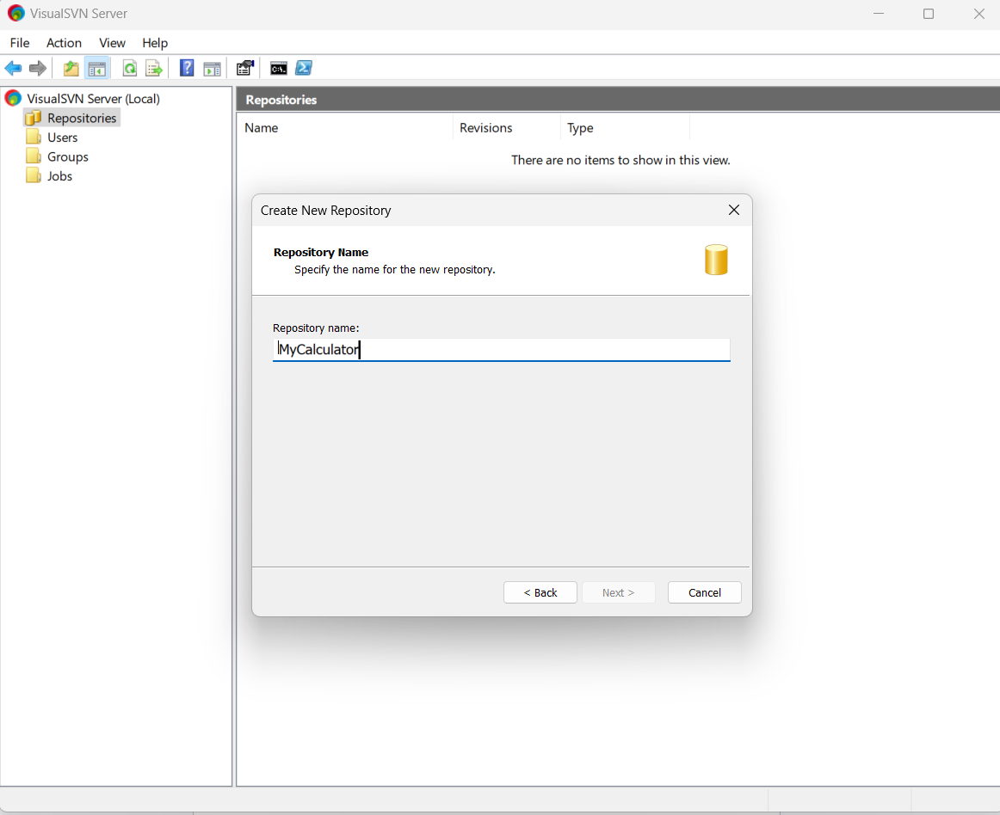 VisualSVN Server
File Action View Help
C:\.
VisualSVN Server (Local)
Repositories
Users
Groups
Jobs
Repositories
Name Revisions Type
There are no items to show in this view.
Create New Repository
Repository Name
Specify the name for the new repository.
Repository name:
MyCalculator
< Back Next > Cancel